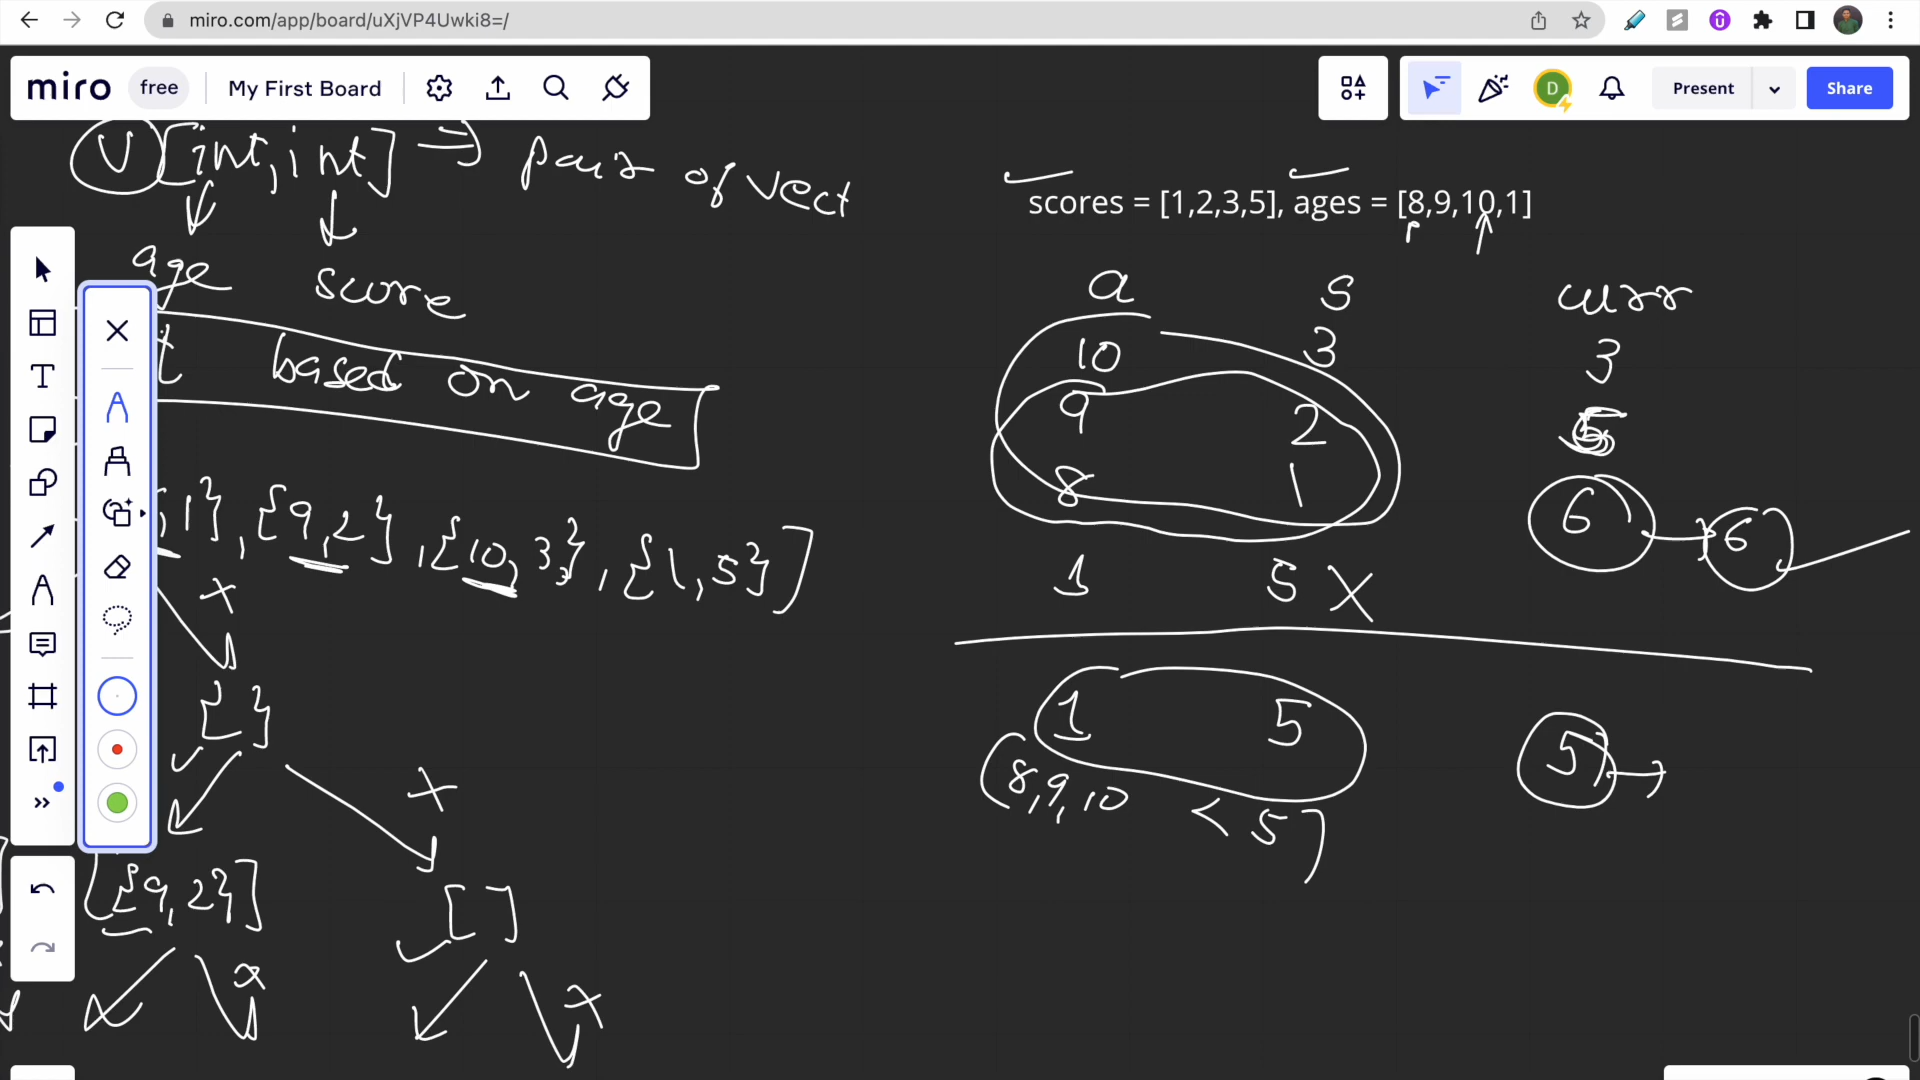 miro.com/app/board/uXjVP4Uwki8=/
miro free My First Board
D Present Share
V [int, int] => pair of vect
age score
t based on age
, 1}, {9, 2}, {10, 3}, {1, 5}]
x
[ }
x
[{9, 2}]
[ ]
x
x
scores = [1,2,3,5], ages = [8,9,10,1]
a s curr
10 3 3
9 2
8 1 6 6
1 5 X
1 5 5
(8,9,10 < 5)